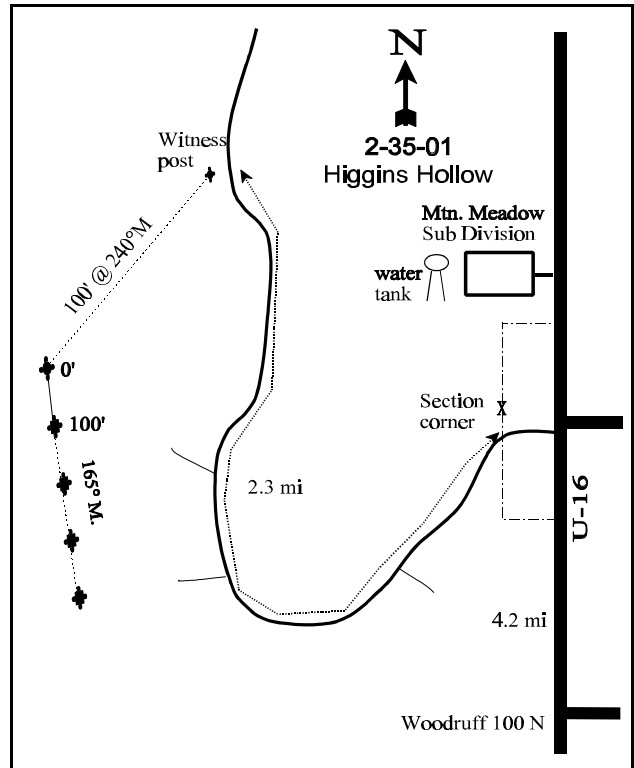 N
2-35-01
Higgins Hollow
Witness
post
100' @ 240°M
Mtn. Meadow
Sub Division
water
tank
0'
100'
165° M.
Section
corner
X
2.3 mi
U-16
4.2 mi
Woodruff 100 N